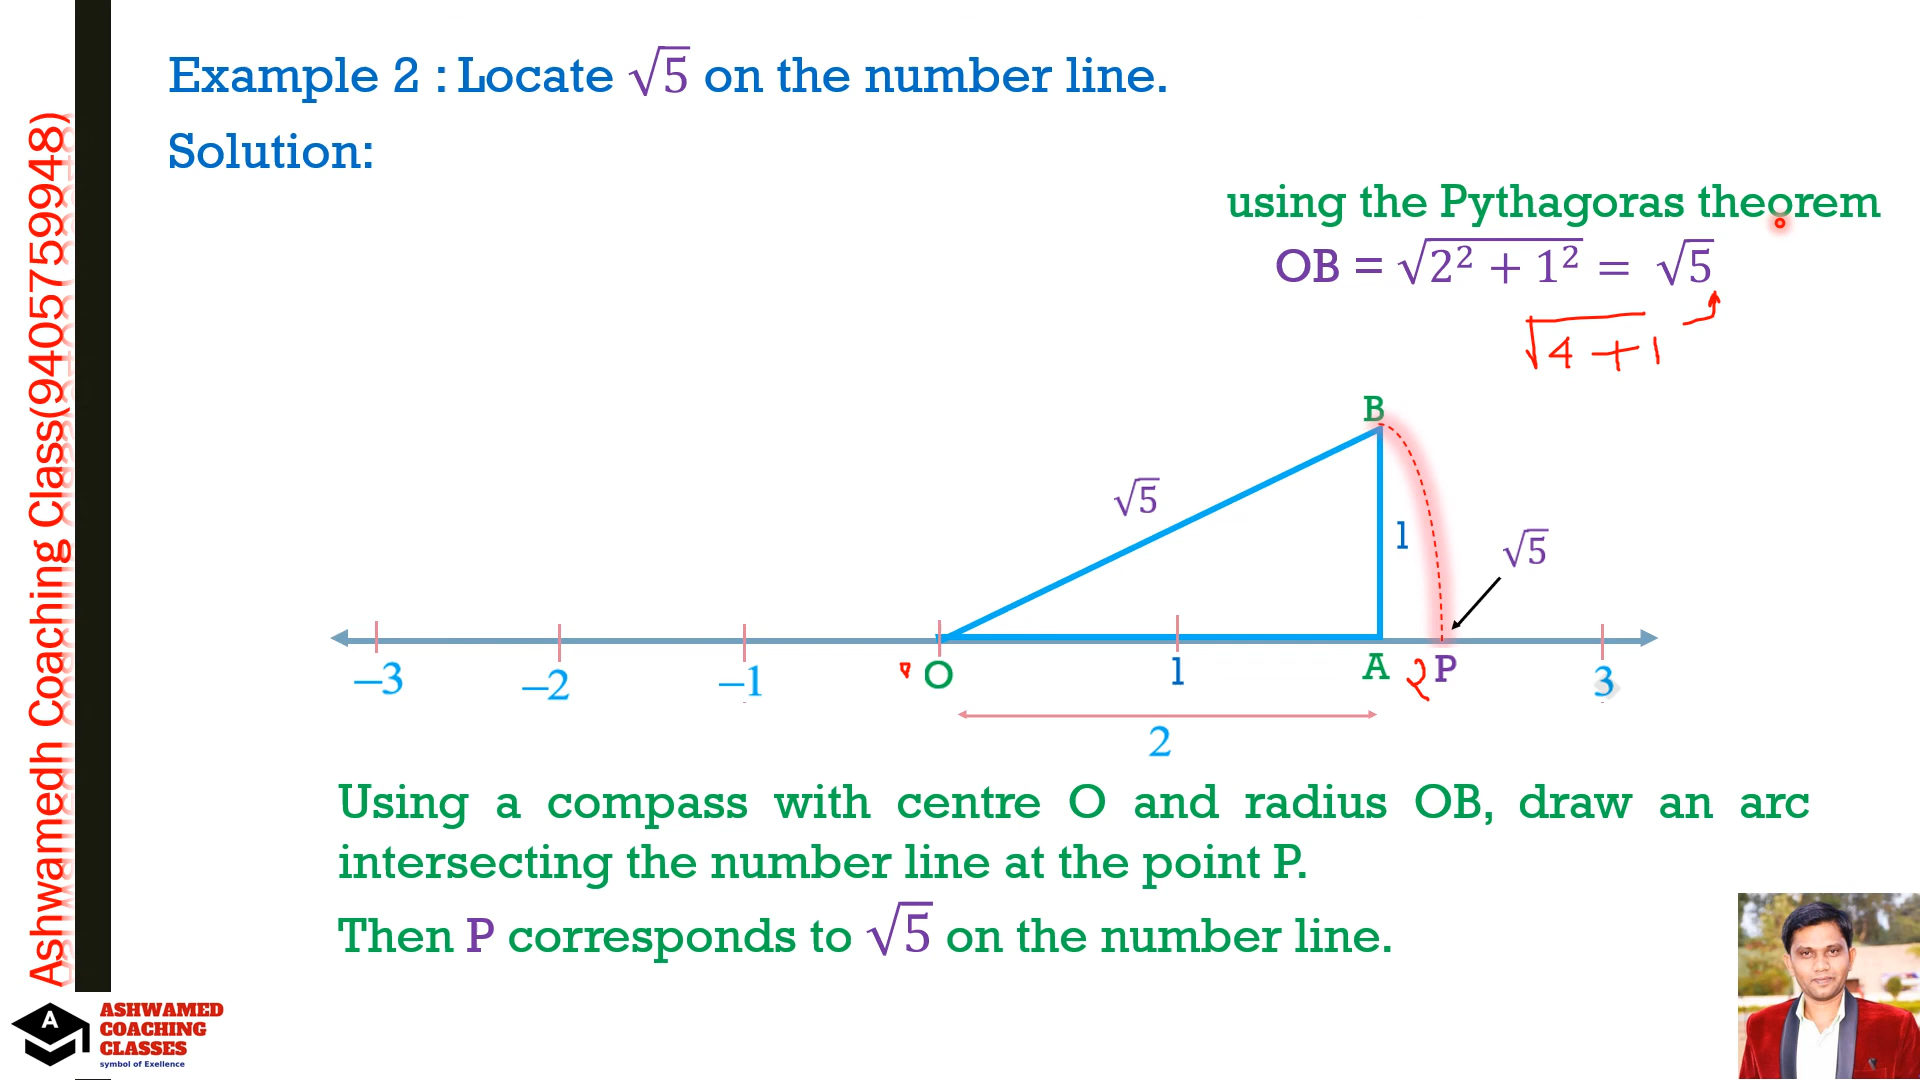 Example 2 : Locate √5 on the number line.
Solution:
using the Pythagoras theorem
OB = √(2² + 1²) = √5
√4 + 1
B
√5
1
√5
–3 –2 –1 O 1 A २ P 3
2
Using a compass with centre O and radius OB, draw an arc
intersecting the number line at the point P.
Then P corresponds to √5 on the number line.
Ashwamedh Coaching Class(9405759948)
A
ASHWAMED
COACHING
CLASSES
symbol of Exellence